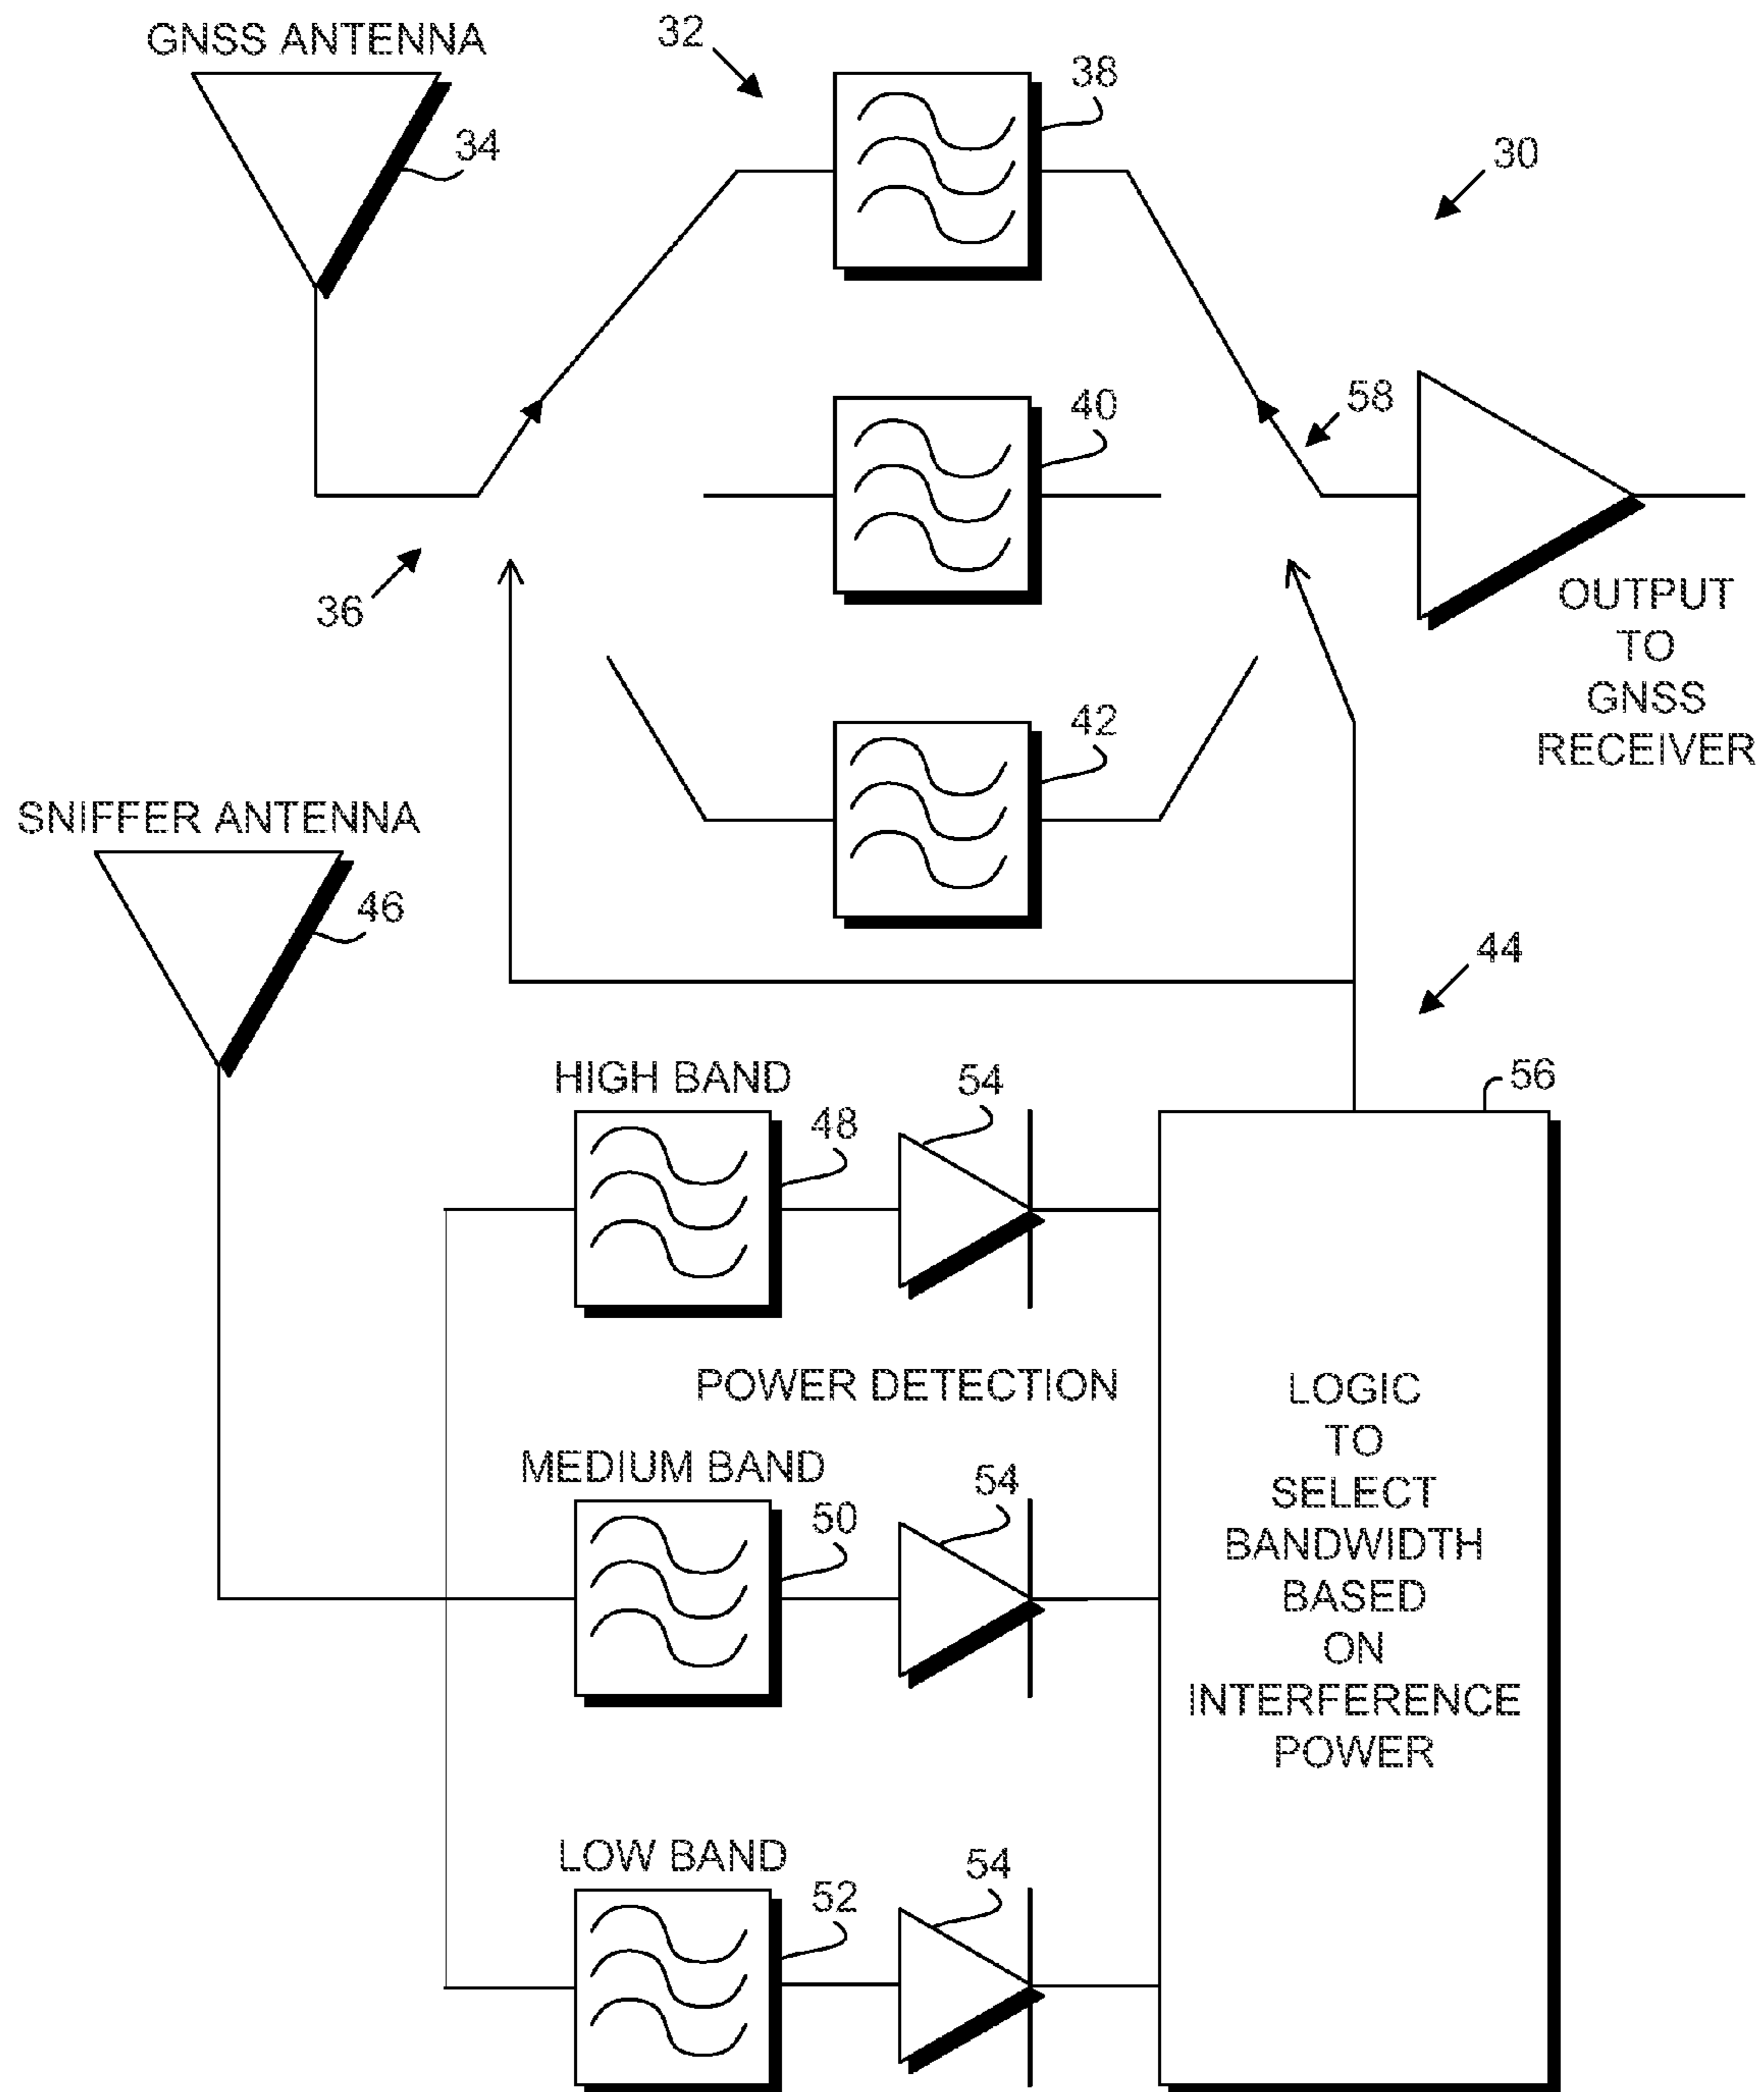 GNSS ANTENNA
32
38
34
30
40
58
36
OUTPUT
TO
GNSS
RECEIVER
42
SNIFFER ANTENNA
46
44
HIGH BAND
54
56
48
POWER DETECTION
LOGIC
TO
SELECT
BANDWIDTH
BASED
ON
INTERFERENCE
POWER
MEDIUM BAND
54
50
LOW BAND
54
52